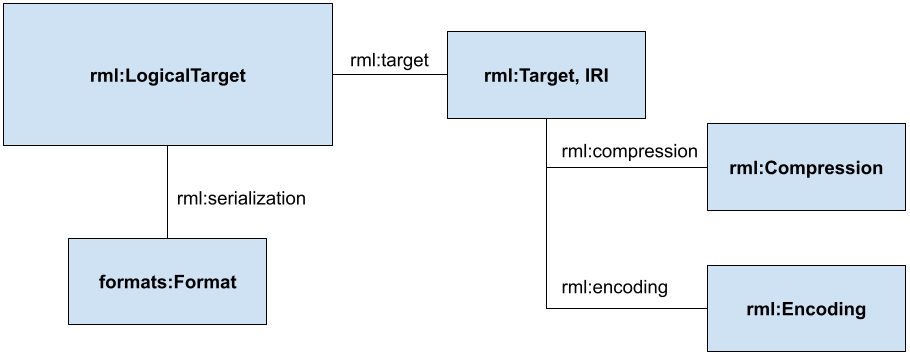 rml:LogicalTarget
rml:target
rml:Target, IRI
rml:compression
rml:Compression
rml:serialization
formats:Format
rml:encoding
rml:Encoding